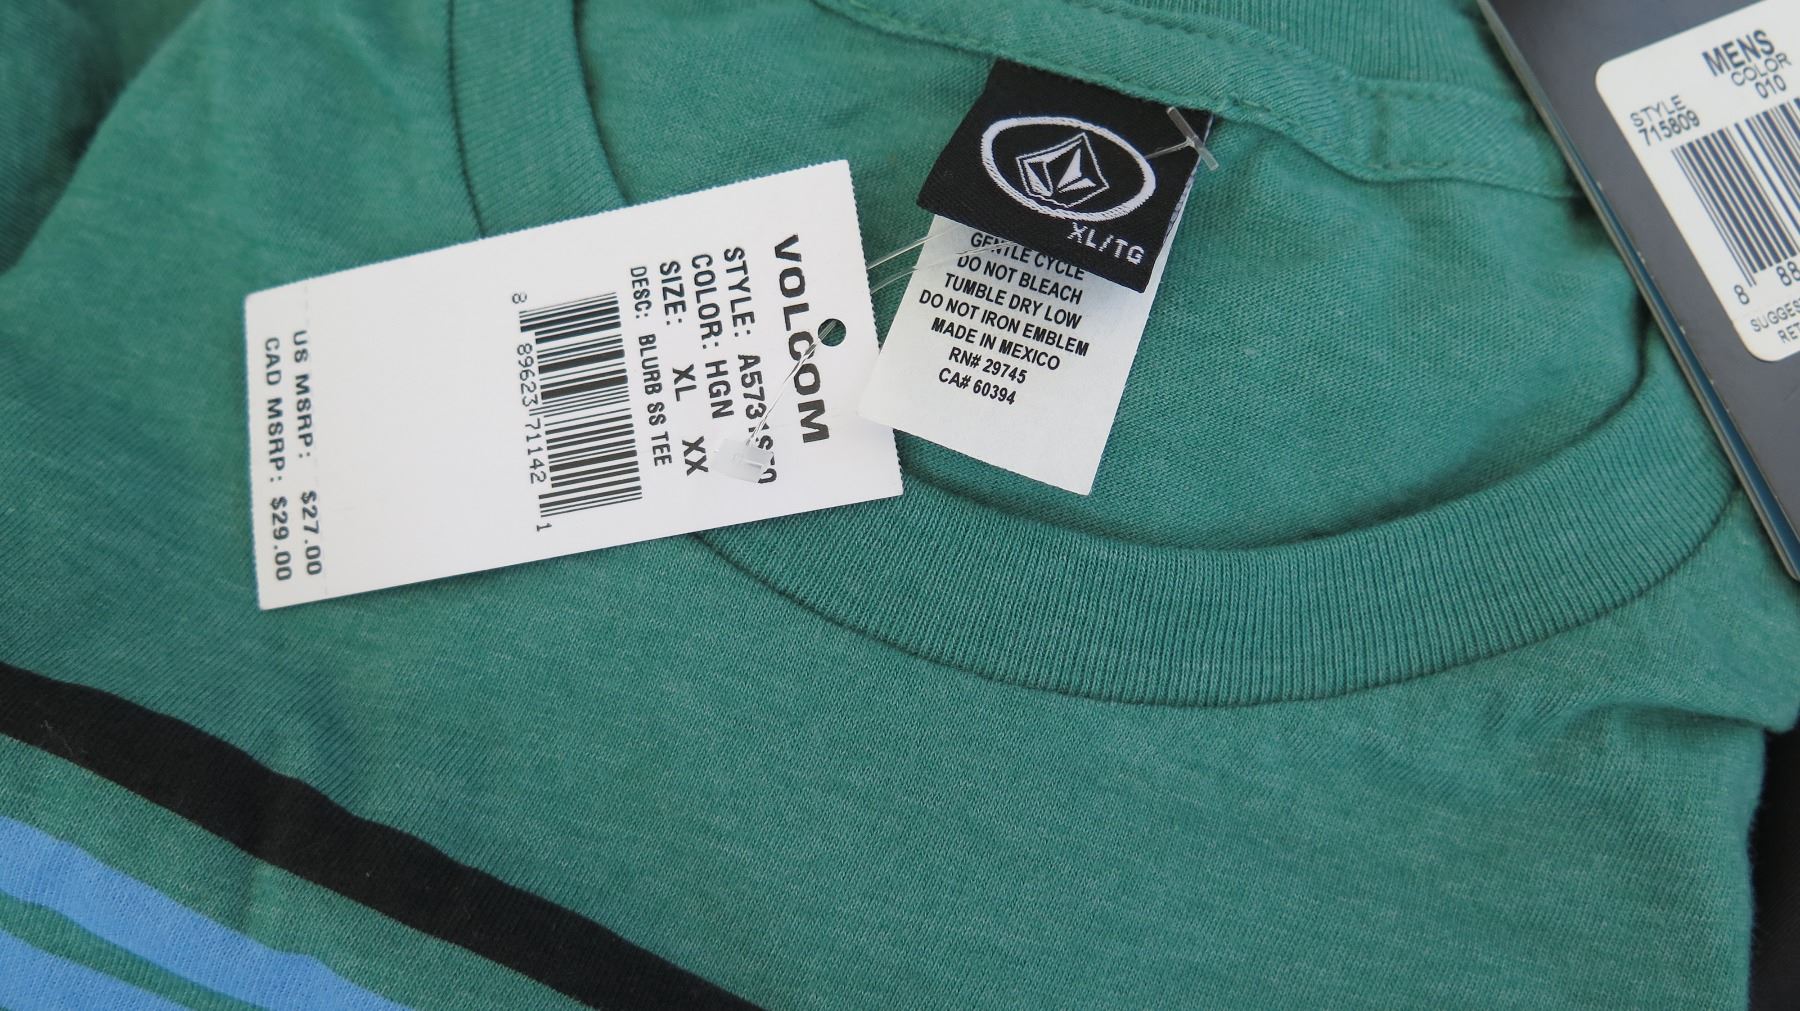 VOLCOM
COLOR: HGN
SIZE: XL XX
DESC: BLURB SS TEE
8 89623 71142 1
US MSRP: $27.00
CAD MSRP: $29.00
XL/TG
GENTLE CYCLE
DO NOT BLEACH
TUMBLE DRY LOW
DO NOT IRON EMBLEM
MADE IN MEXICO
RN# 29745
CA# 60394
MENS
STYLE COLOR
715809 010
8 88